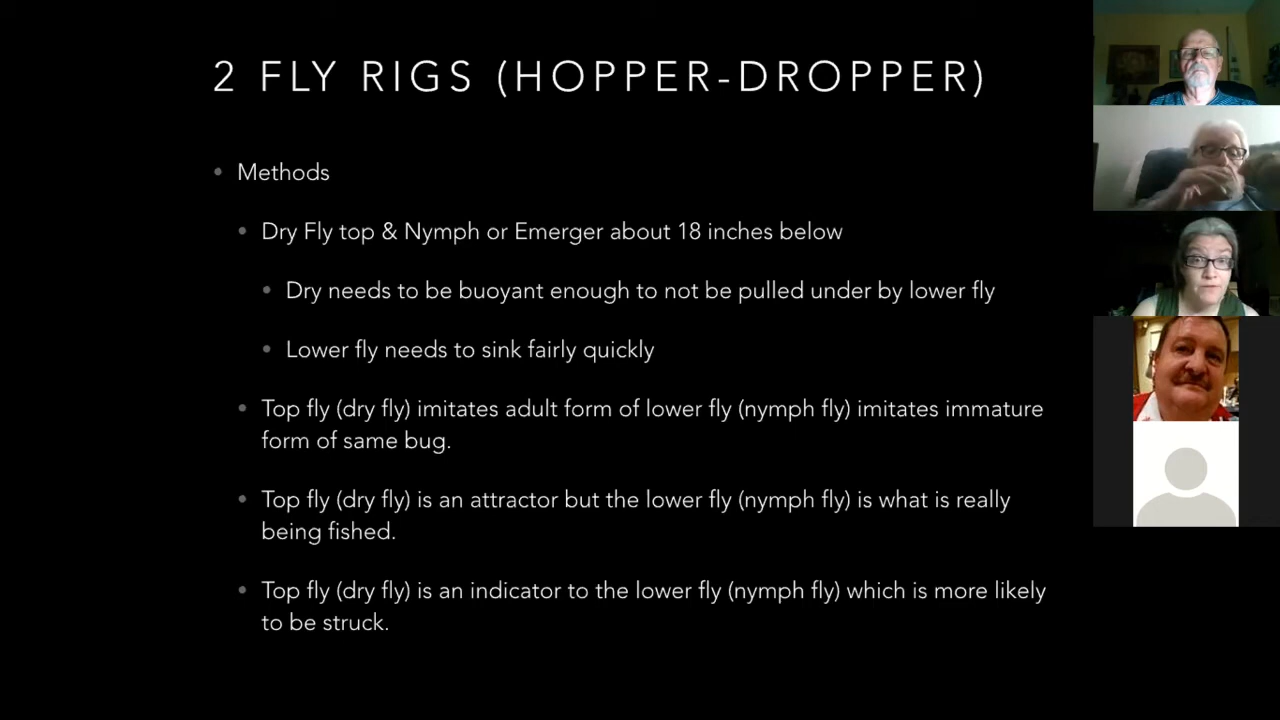 2 FLY RIGS (HOPPER-DROPPER)
• Methods
• Dry Fly top & Nymph or Emerger about 18 inches below
• Dry needs to be buoyant enough to not be pulled under by lower fly
• Lower fly needs to sink fairly quickly
• Top fly (dry fly) imitates adult form of lower fly (nymph fly) imitates immature
form of same bug.
• Top fly (dry fly) is an attractor but the lower fly (nymph fly) is what is really
being fished.
• Top fly (dry fly) is an indicator to the lower fly (nymph fly) which is more likely
to be struck.